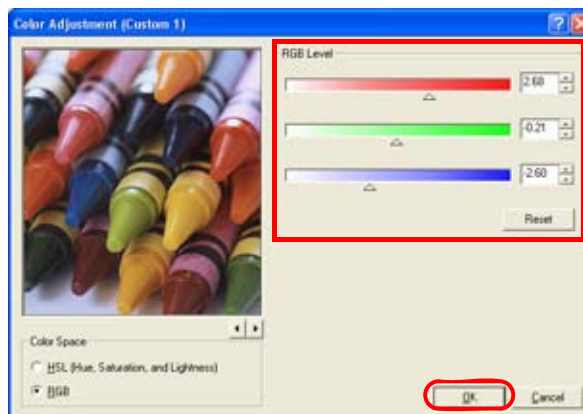 Color Adjustment (Custom 1)
RGB Level
2.68
-0.21
-2.60
Reset
Color Space
HSL (Hue, Saturation, and Lightness)
RGB
OK
Cancel